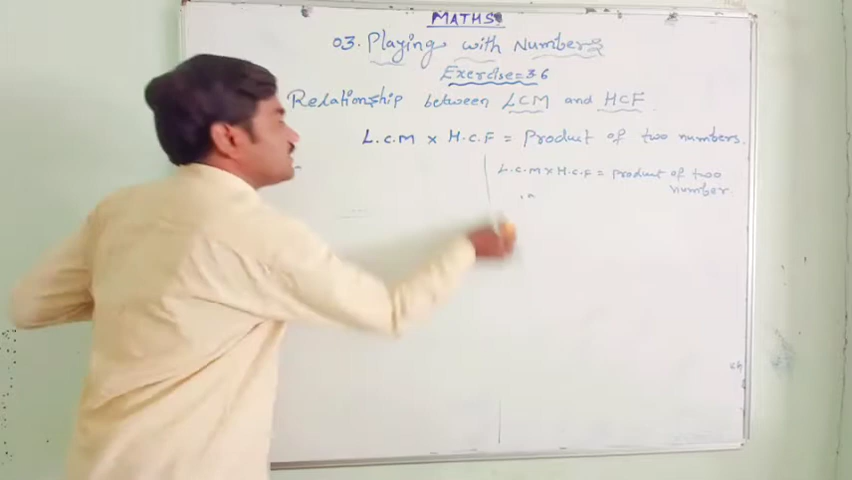 MATHS
03. Playing with Numbers
Exercise=3.6
Relationship between LCM and HCF
L.C.M x H.C.F = Product of two numbers.
L.C.M x H.C.F = product of two
number